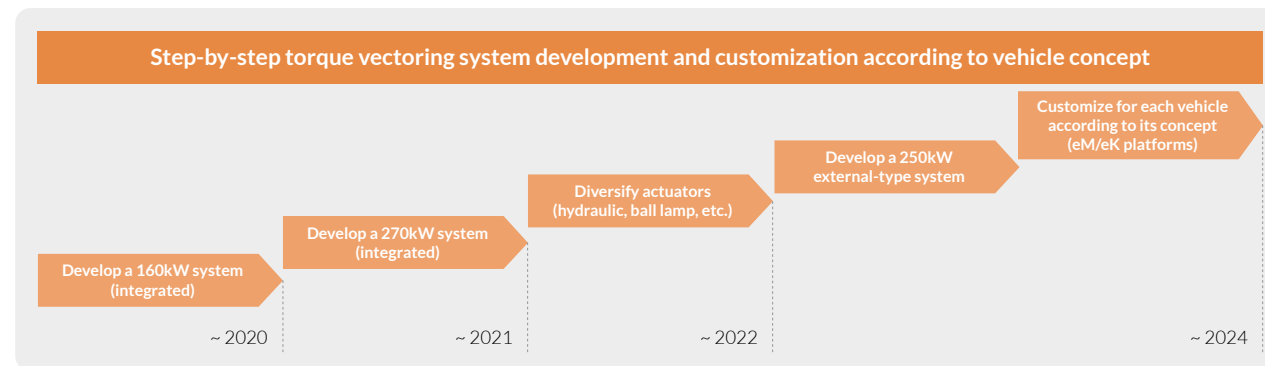 Step-by-step torque vectoring system development and customization according to vehicle concept
Develop a 160kW system
(integrated)
Develop a 270kW system
(integrated)
Diversify actuators
(hydraulic, ball lamp, etc.)
Develop a 250kW
external-type system
Customize for each vehicle
according to its concept
(eM/eK platforms)
~ 2020
~ 2021
~ 2022
~ 2024